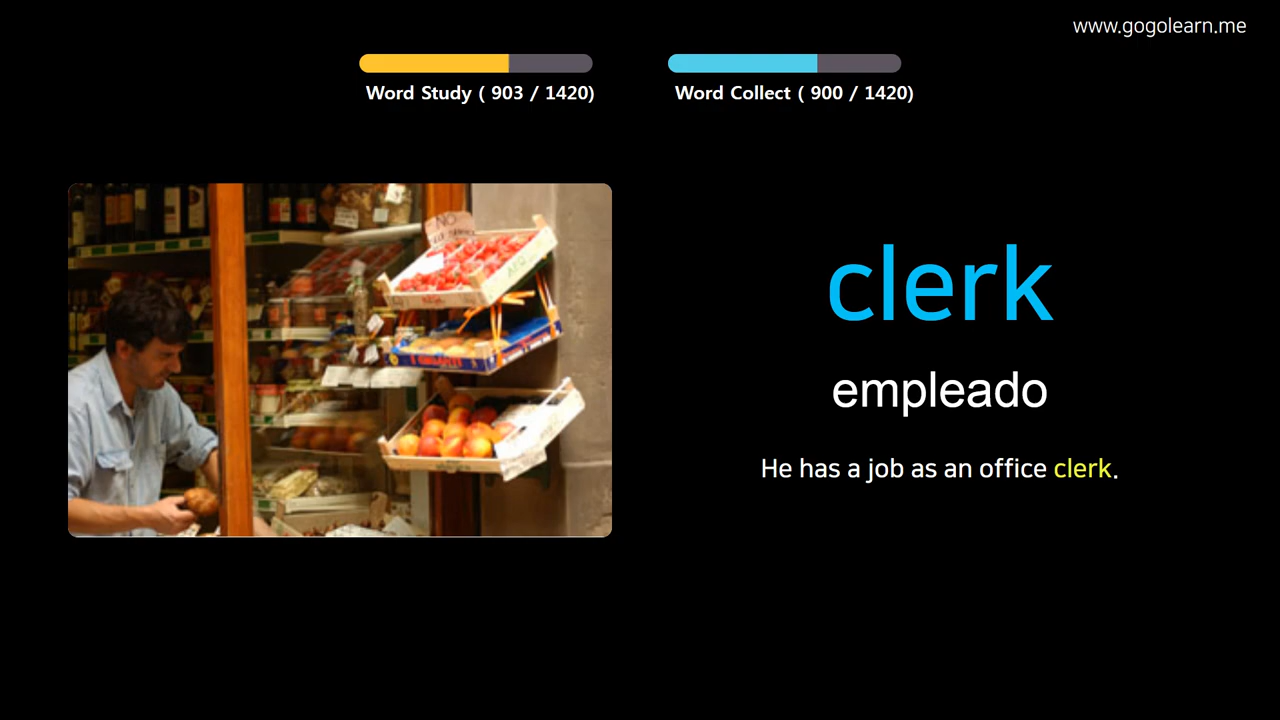 www.gogolearn.me
Word Study ( 903 / 1420)
Word Collect ( 900 / 1420)
NO
clerk
empleado
He has a job as an office clerk.